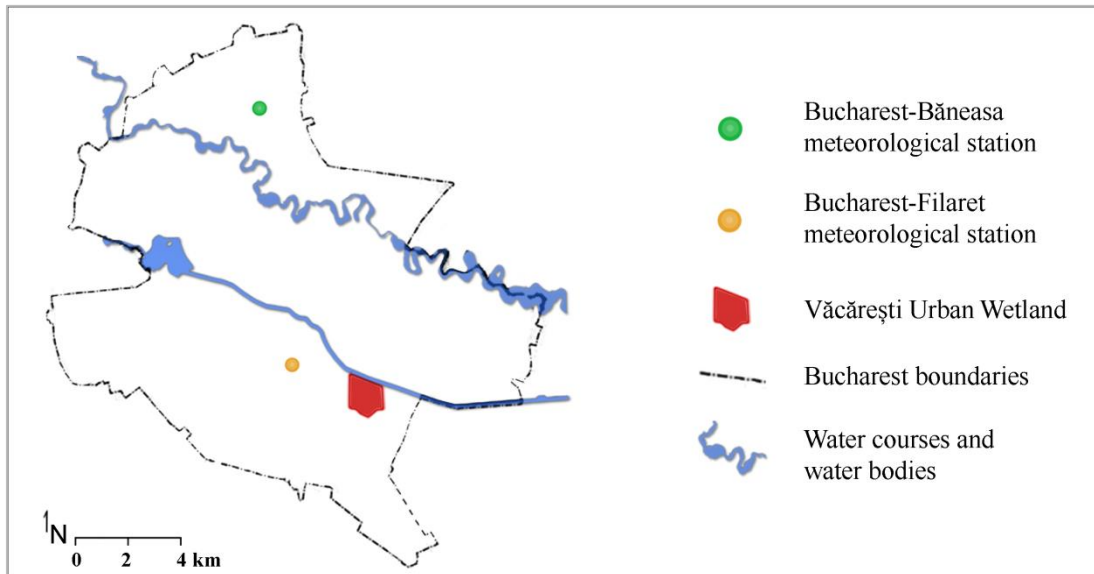 Bucharest-Băneasa
meteorological station
Bucharest-Filaret
meteorological station
Văcărești Urban Wetland
Bucharest boundaries
Water courses and
water bodies
N
0 2 4 km